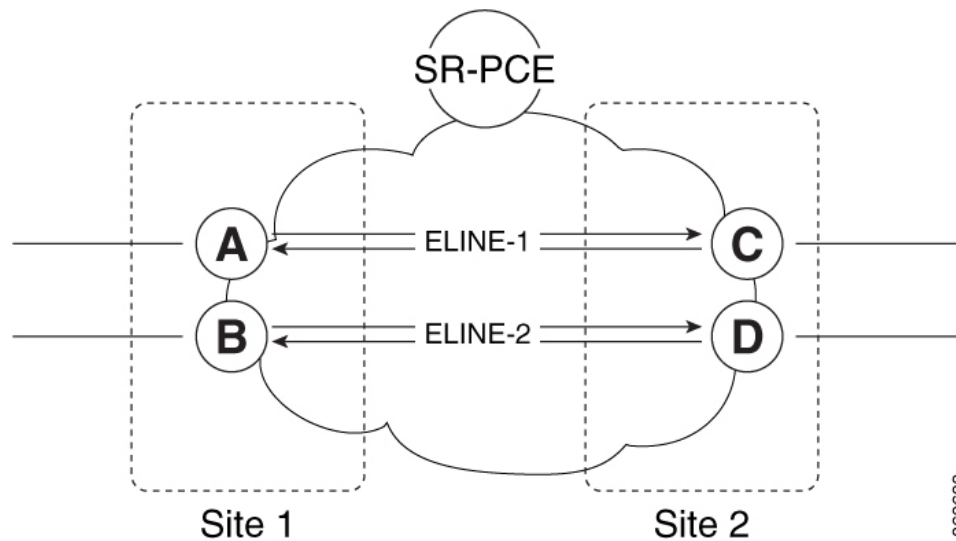 SR-PCE
A
ELINE-1
C
B
ELINE-2
D
Site 1
Site 2